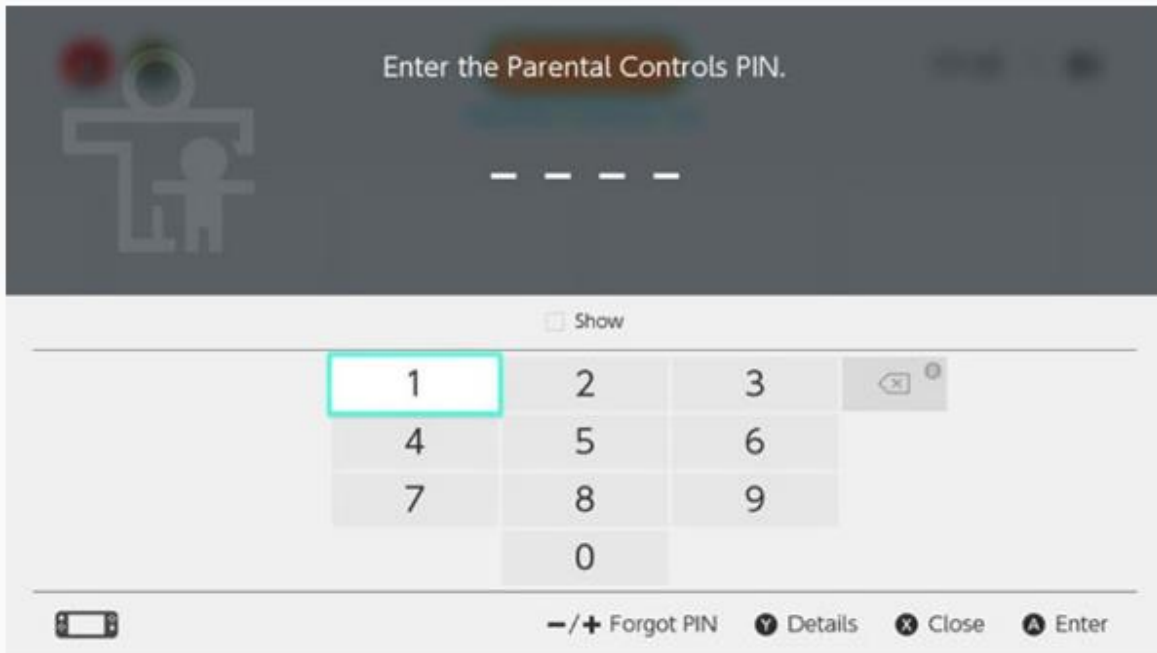 Enter the Parental Controls PIN.
Show
1 2 3
4 5 6
7 8 9
0
−/+ Forgot PIN Y Details X Close A Enter